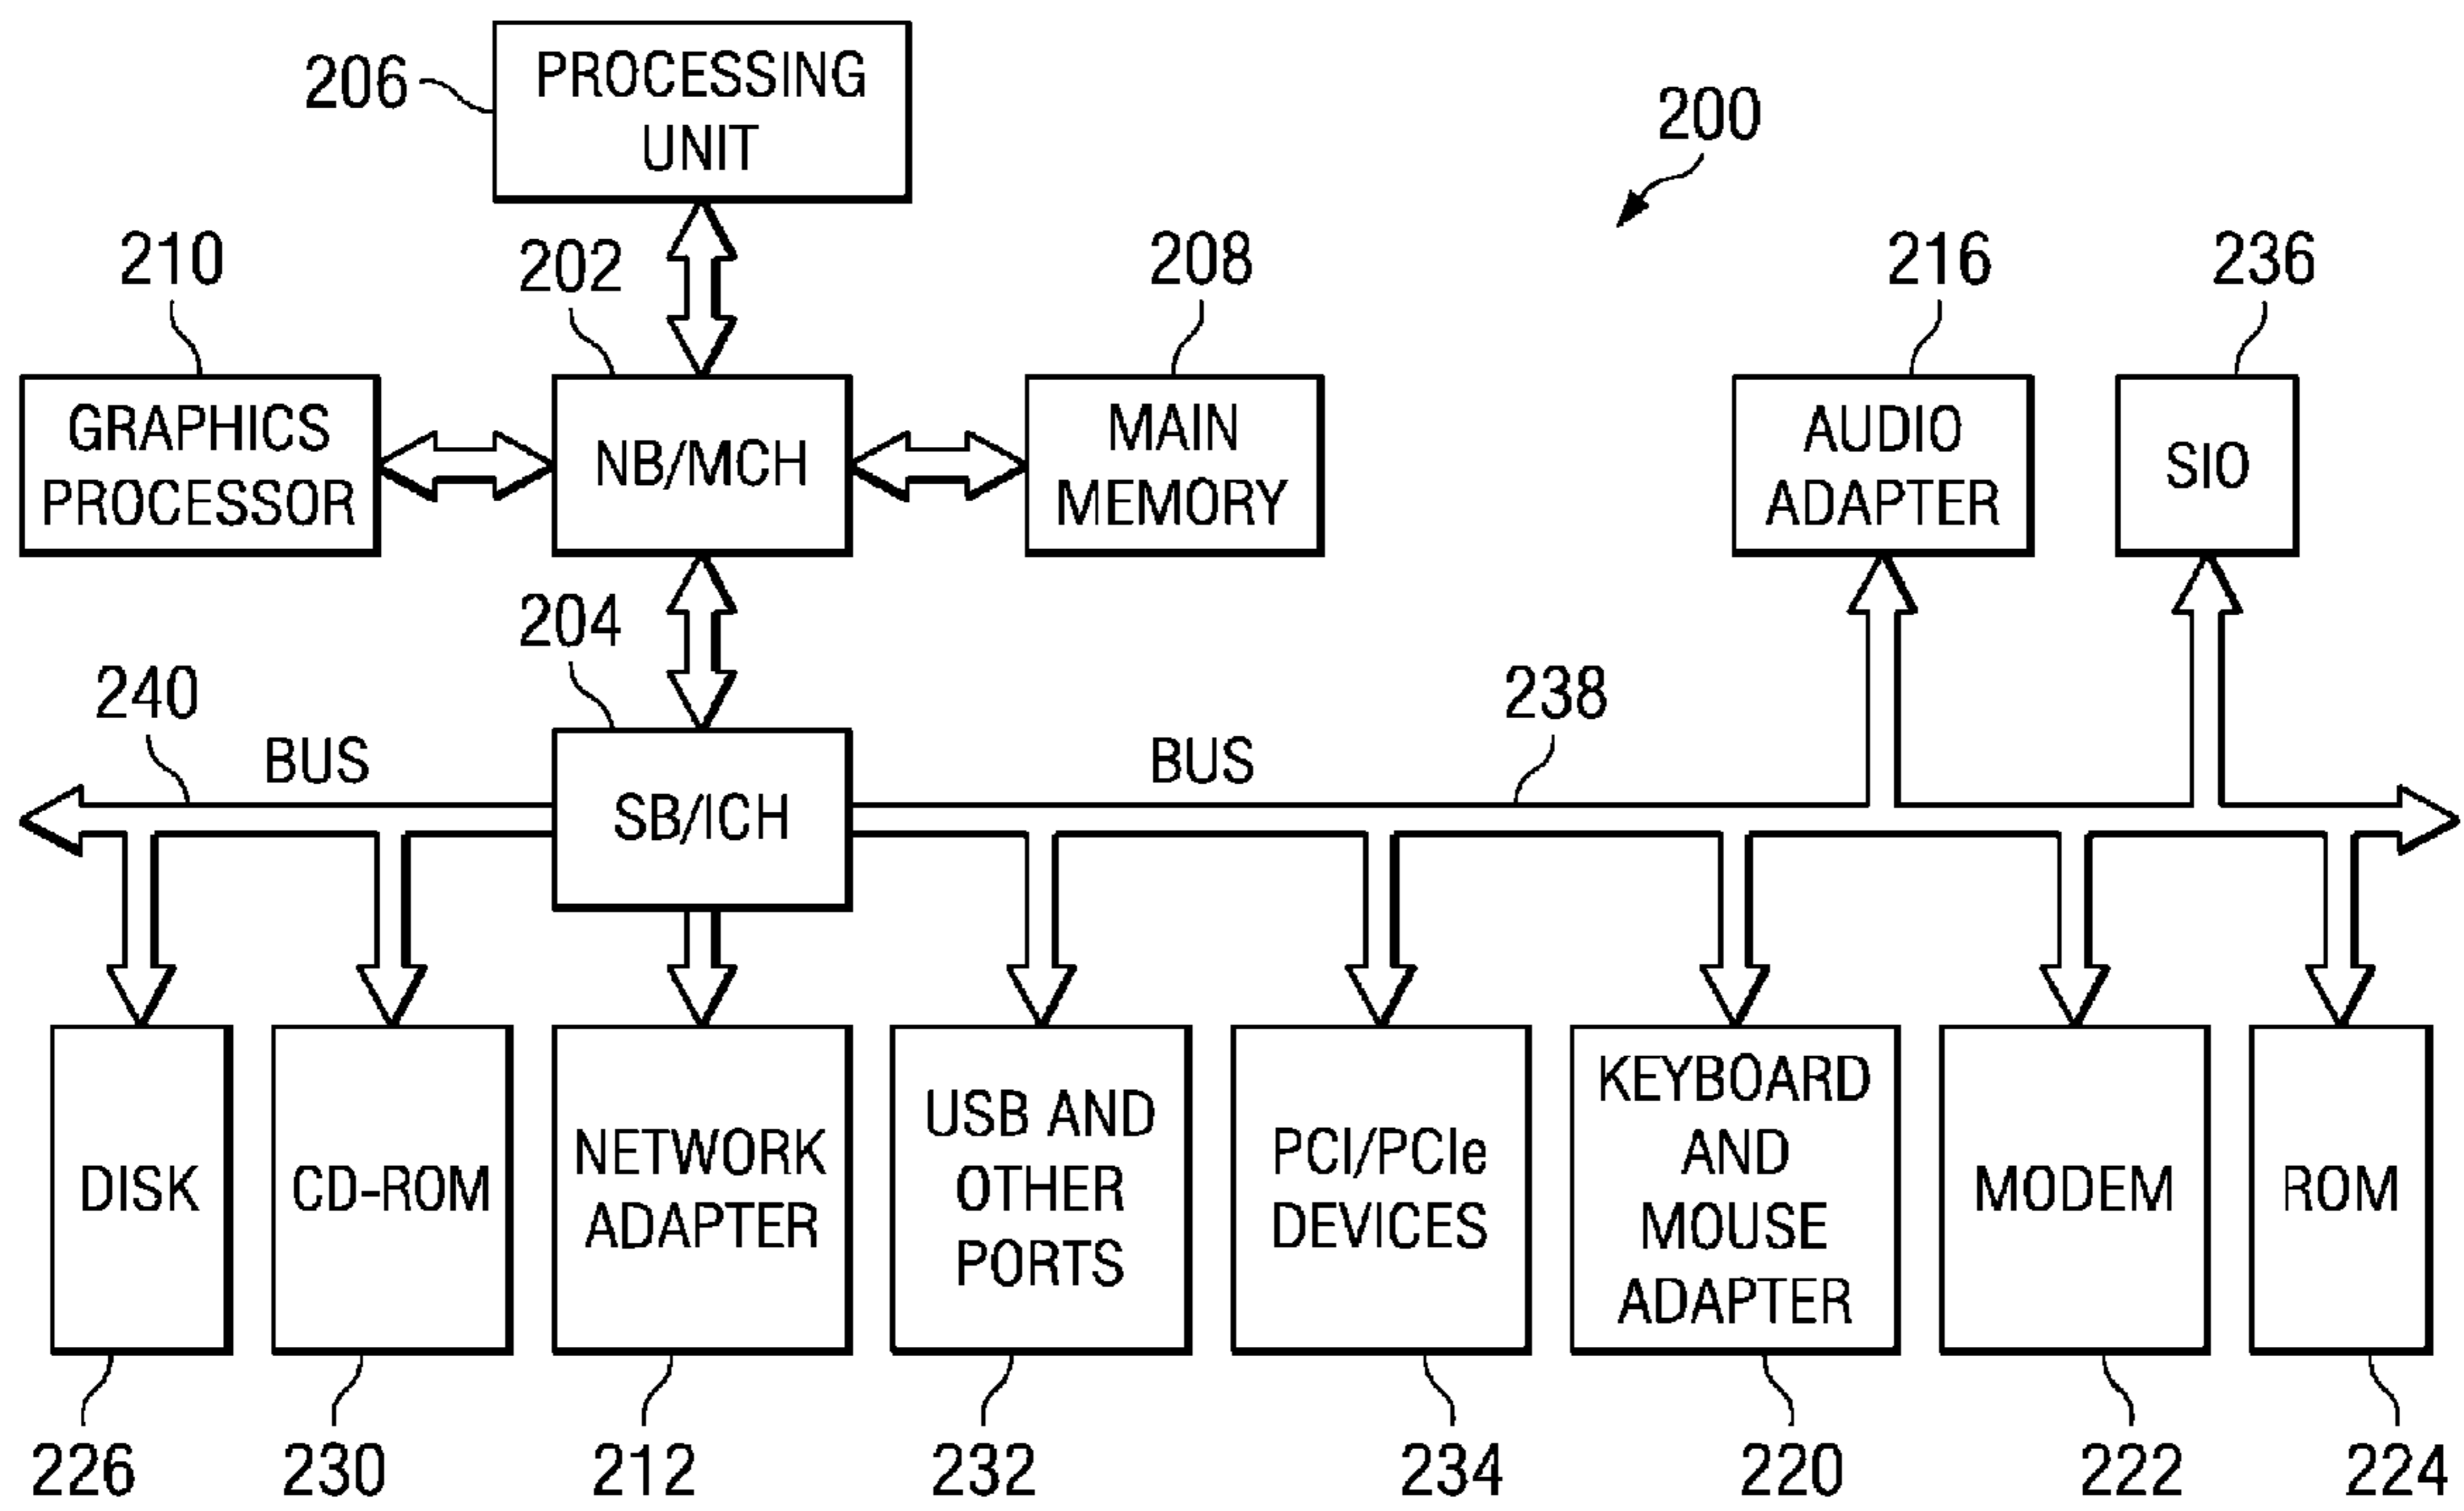 206
PROCESSING
UNIT
200
210
202
208
216
236
GRAPHICS
PROCESSOR
NB/MCH
MAIN
MEMORY
AUDIO
ADAPTER
SIO
204
240
BUS
SB/ICH
BUS
238
DISK
CD-ROM
NETWORK
ADAPTER
USB AND
OTHER
PORTS
PCI/PCIe
DEVICES
KEYBOARD
AND
MOUSE
ADAPTER
MODEM
ROM
226
230
212
232
234
220
222
224